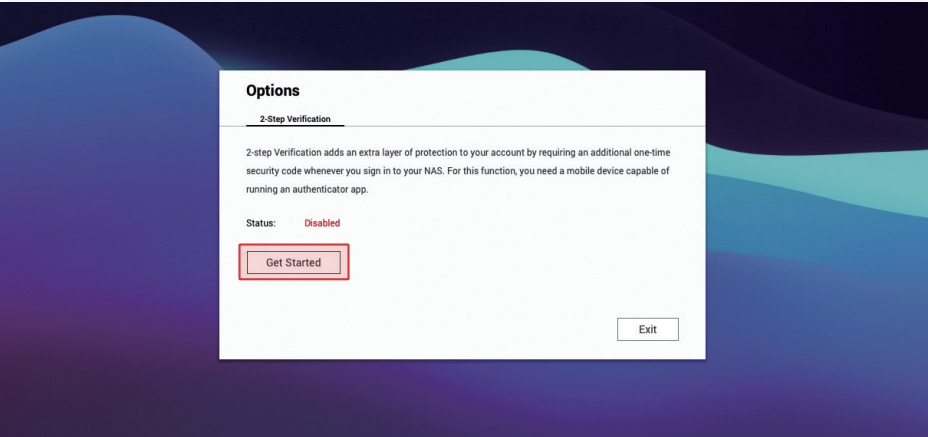 Options
2-Step Verification
2-step Verification adds an extra layer of protection to your account by requiring an additional one-time
security code whenever you sign in to your NAS. For this function, you need a mobile device capable of
running an authenticator app.
Status: Disabled
Get Started
Exit